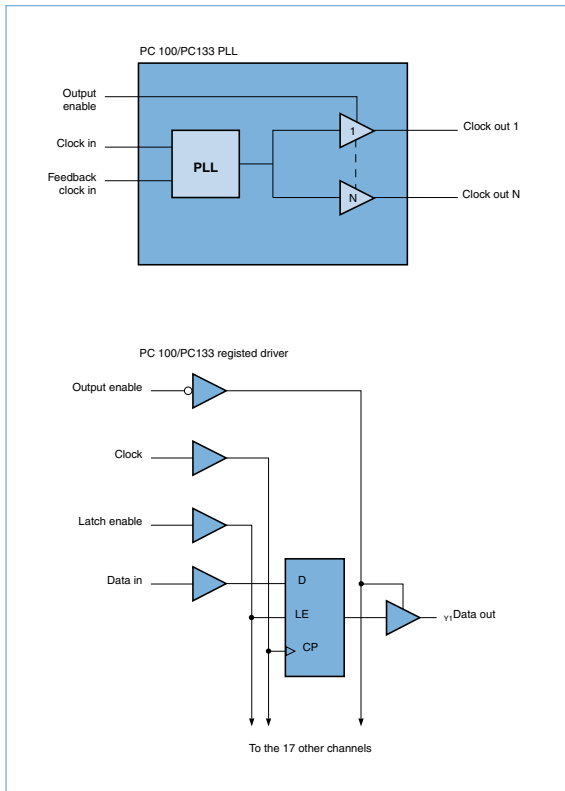 PC 100/PC133 PLL
Output
enable
Clock in
Feedback
clock in
PLL
1
N
Clock out 1
Clock out N
PC 100/PC133 registed driver
Output enable
Clock
Latch enable
Data in
D
LE
CP
Y1Data out
To the 17 other channels